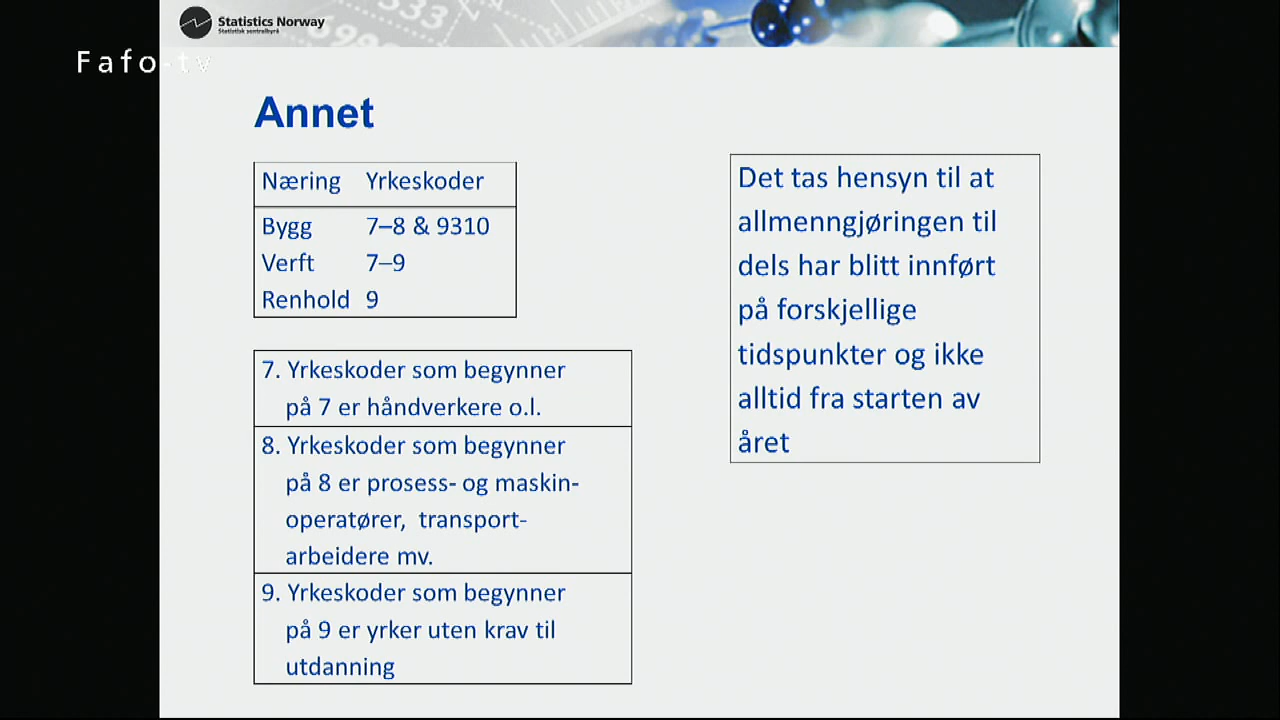 Statistics Norway
Statistisk sentralbyrå
Fafo-tv
Annet
Næring Yrkeskoder
Bygg 7–8 & 9310
Verft 7–9
Renhold 9
7. Yrkeskoder som begynner
på 7 er håndverkere o.l.
8. Yrkeskoder som begynner
på 8 er prosess- og maskin-
operatører, transport-
arbeidere mv.
9. Yrkeskoder som begynner
på 9 er yrker uten krav til
utdanning
Det tas hensyn til at
allmenngjøringen til
dels har blitt innført
på forskjellige
tidspunkter og ikke
alltid fra starten av
året